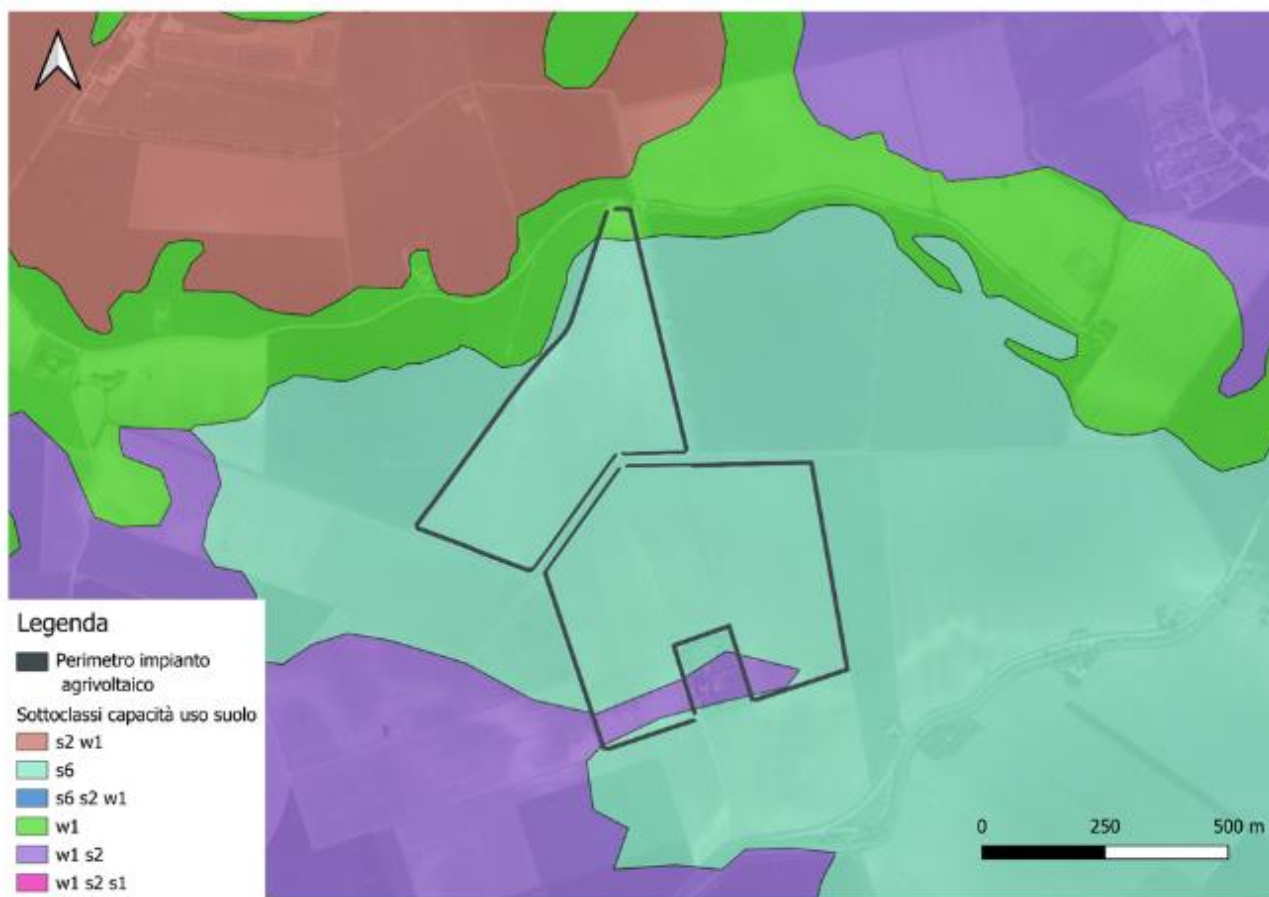 Legenda
Perimetro impianto
agrivoltaico
Sottoclassi capacità uso suolo
s2 w1
s6
s6 s2 w1
w1
w1 s2
w1 s2 s1
0 250 500 m